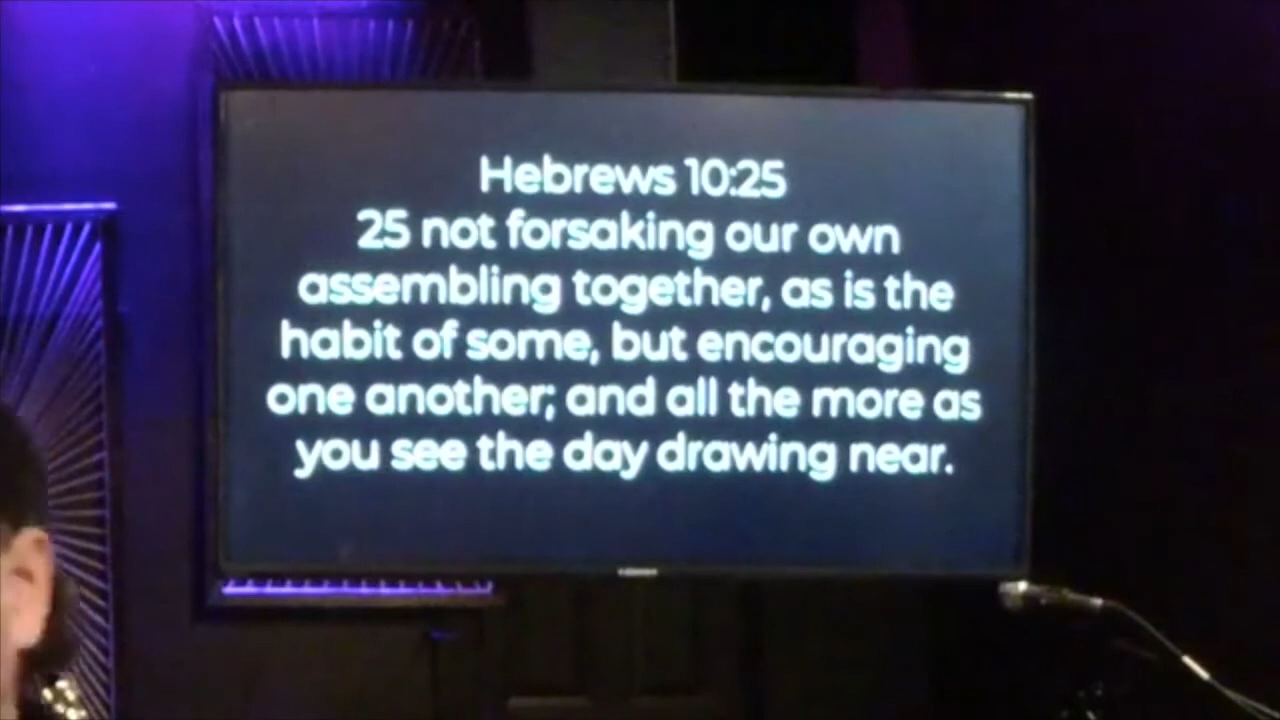 Hebrews 10:25
25 not forsaking our own
assembling together, as is the
habit of some, but encouraging
one another; and all the more as
you see the day drawing near.